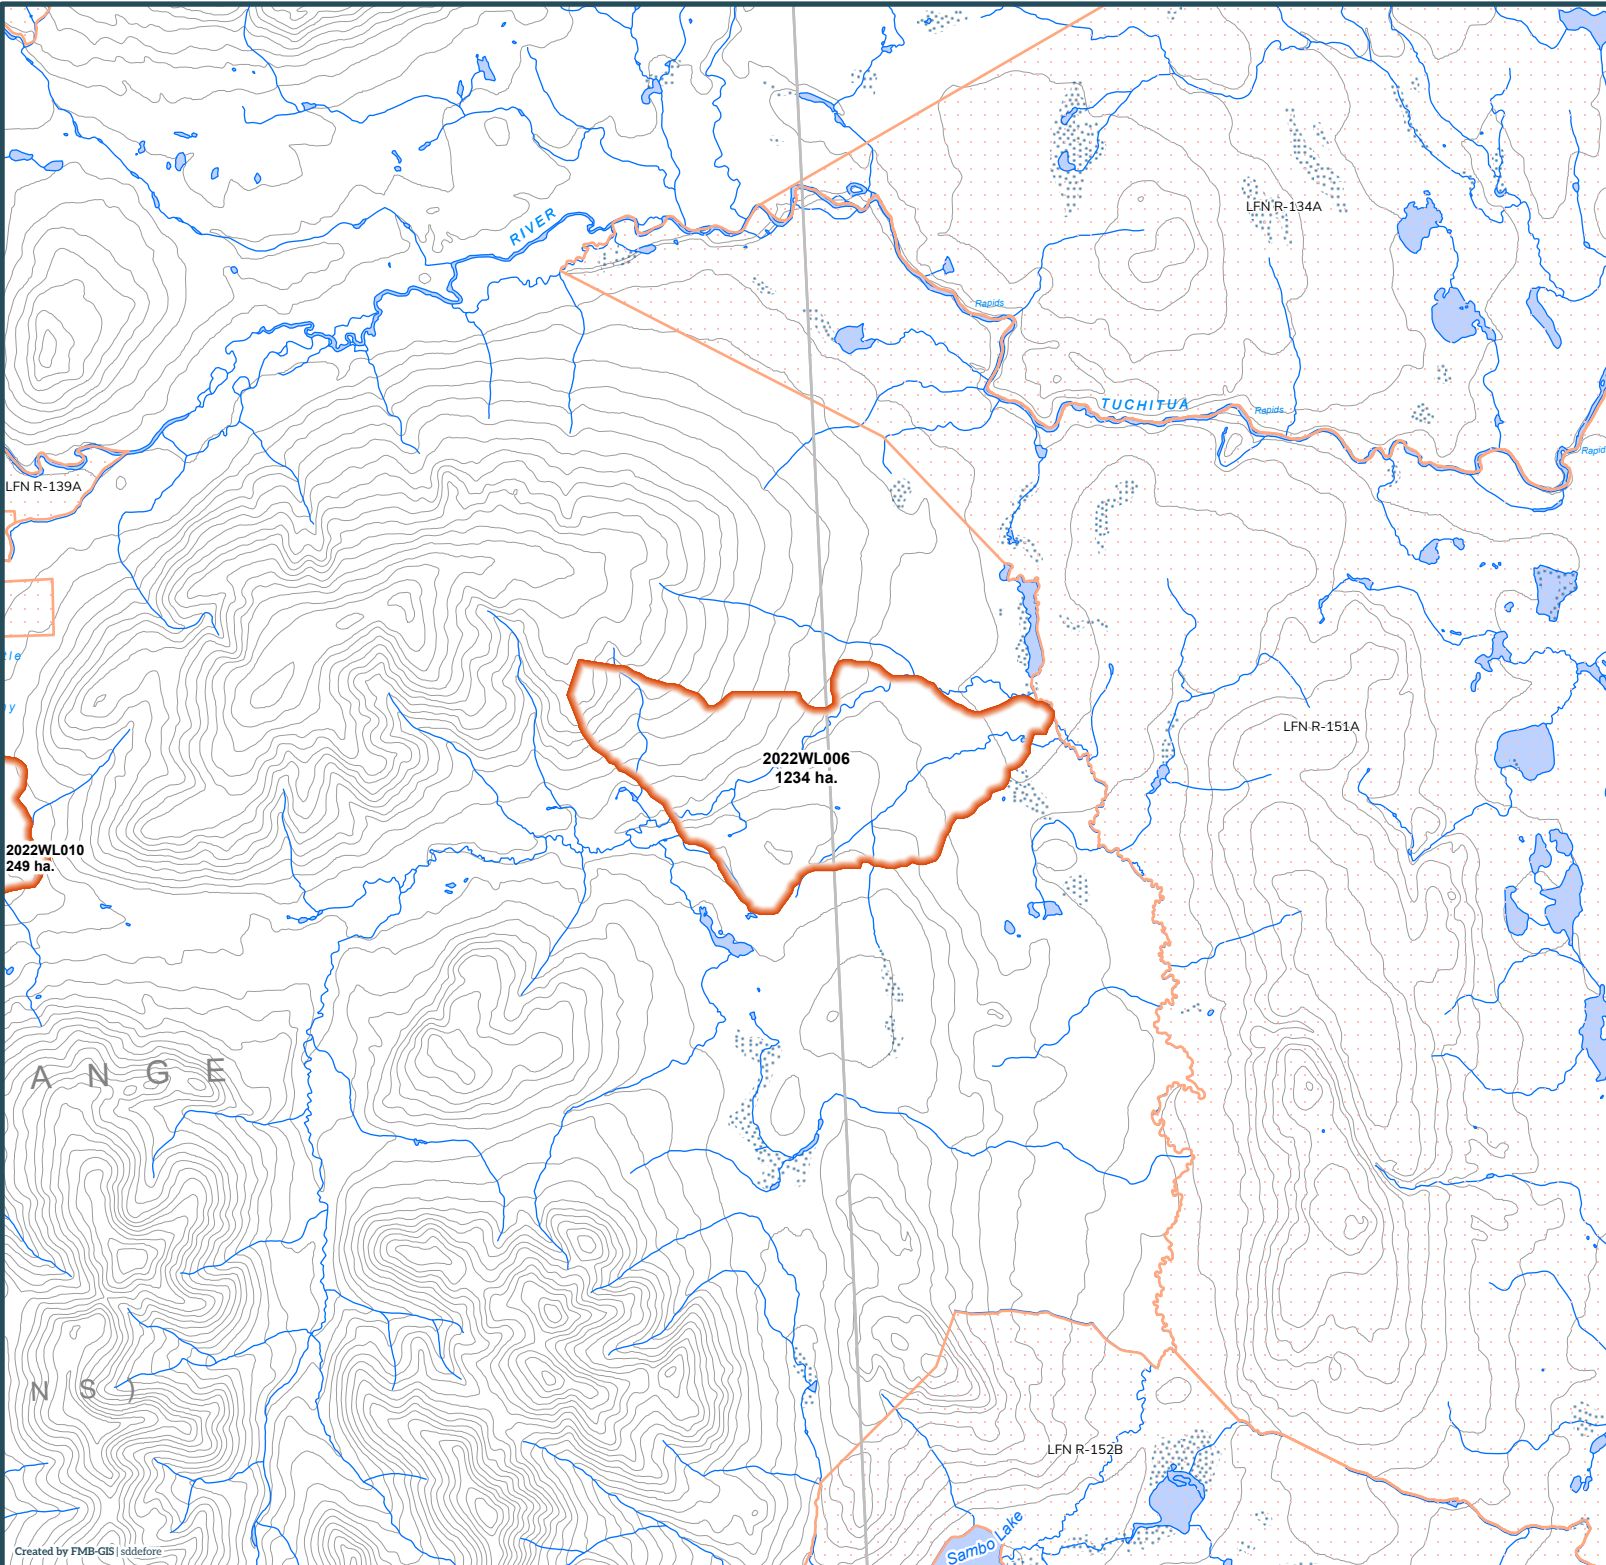 LFN R-134A
RIVER
Rapids
TUCHITUA
Rapids
Rapid
LFN R-139A
tle
y
LFN R-151A
2022WL006
1234 ha.
2022WL010
249 ha.
A N G E
N S )
LFN R-152B
Sambo Lake
Created by FMB-GIS | sddefore